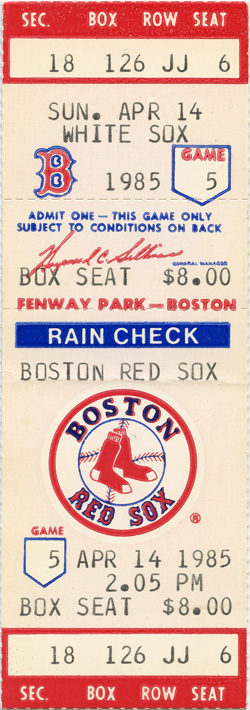 SEC. BOX ROW SEAT
18 126 JJ 6
SUN. APR 14
WHITE SOX
B
GAME
1985 5
ADMIT ONE — THIS GAME ONLY
SUBJECT TO CONDITIONS ON BACK
GENERAL MANAGER
BOX SEAT $8.00
FENWAY PARK — BOSTON
RAIN CHECK
BOSTON RED SOX
BOSTON
RED SOX
®
GAME
5 APR 14 1985
2.05 PM
BOX SEAT $8.00
18 126 JJ 6
SEC. BOX ROW SEAT